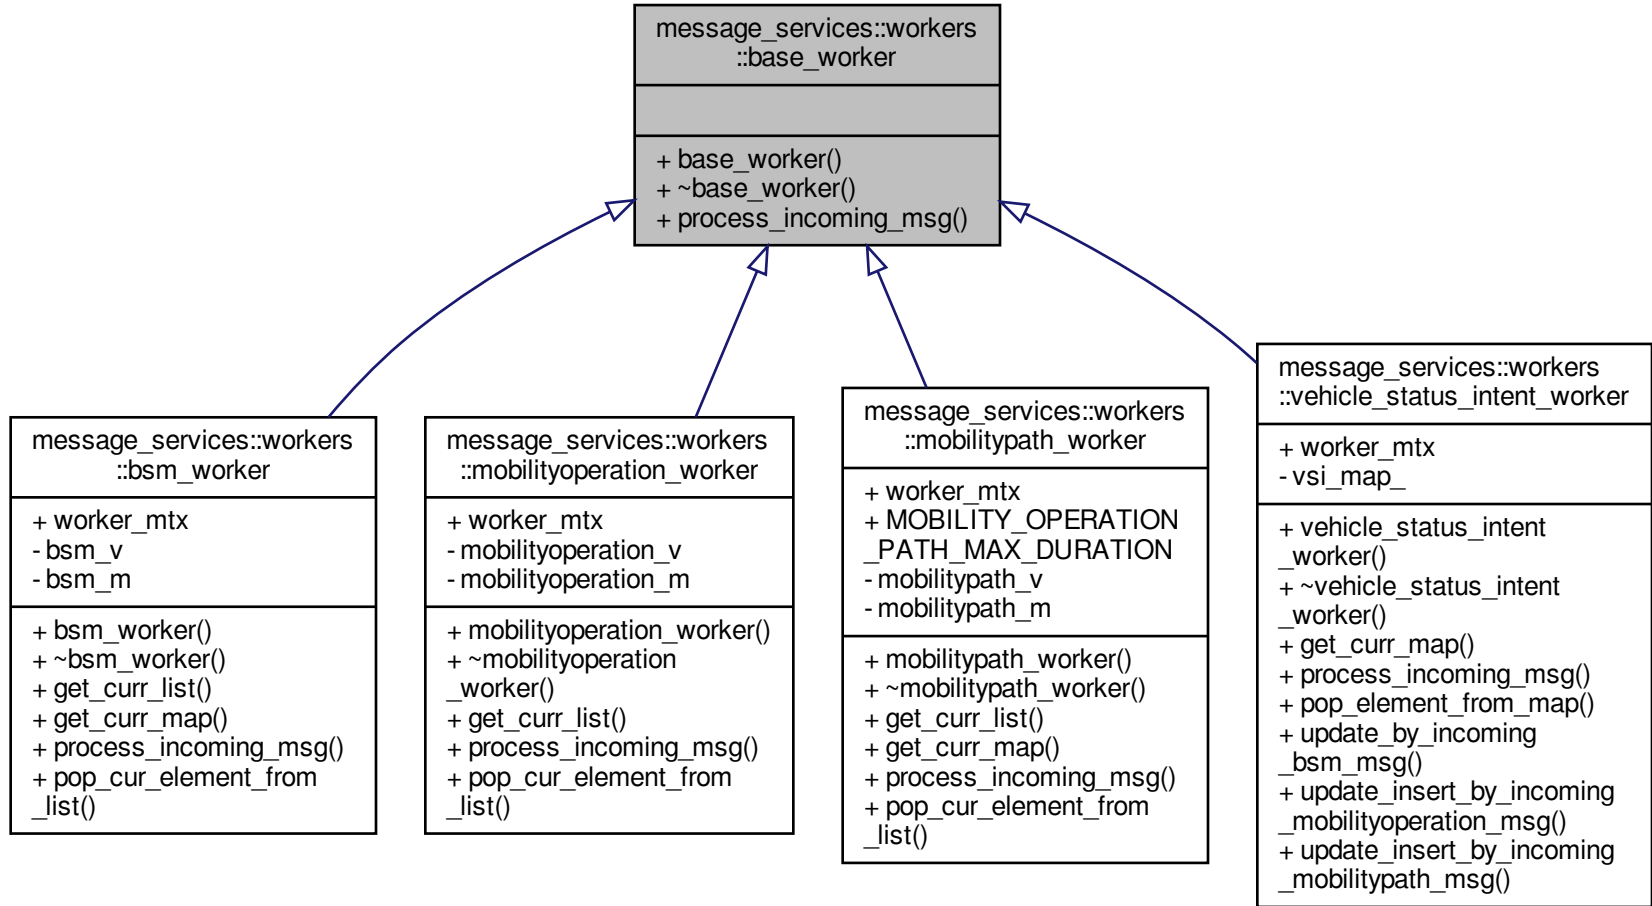 message_services::workers
::base_worker
+ base_worker()
+ ~base_worker()
+ process_incoming_msg()
message_services::workers
::bsm_worker
+ worker_mtx
- bsm_v
- bsm_m
+ bsm_worker()
+ ~bsm_worker()
+ get_curr_list()
+ get_curr_map()
+ process_incoming_msg()
+ pop_cur_element_from
_list()
message_services::workers
::mobilityoperation_worker
+ worker_mtx
- mobilityoperation_v
- mobilityoperation_m
+ mobilityoperation_worker()
+ ~mobilityoperation
_worker()
+ get_curr_list()
+ process_incoming_msg()
+ pop_cur_element_from
_list()
message_services::workers
::mobilitypath_worker
+ worker_mtx
+ MOBILITY_OPERATION
_PATH_MAX_DURATION
- mobilitypath_v
- mobilitypath_m
+ mobilitypath_worker()
+ ~mobilitypath_worker()
+ get_curr_list()
+ get_curr_map()
+ process_incoming_msg()
+ pop_cur_element_from
_list()
message_services::workers
::vehicle_status_intent_worker
+ worker_mtx
- vsi_map_
+ vehicle_status_intent
_worker()
+ ~vehicle_status_intent
_worker()
+ get_curr_map()
+ process_incoming_msg()
+ pop_element_from_map()
+ update_by_incoming
_bsm_msg()
+ update_insert_by_incoming
_mobilityoperation_msg()
+ update_insert_by_incoming
_mobilitypath_msg()